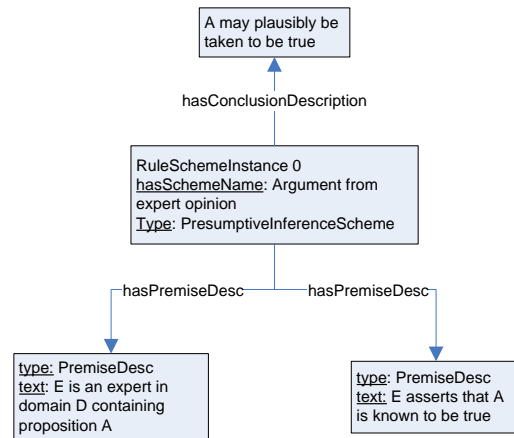 A may plausibly be
taken to be true
hasConclusionDescription
RuleSchemeInstance 0
hasSchemeName: Argument from
expert opinion
Type: PresumptiveInferenceScheme
hasPremiseDesc
hasPremiseDesc
type: PremiseDesc
text: E is an expert in
domain D containing
proposition A
type: PremiseDesc
text: E asserts that A
is known to be true